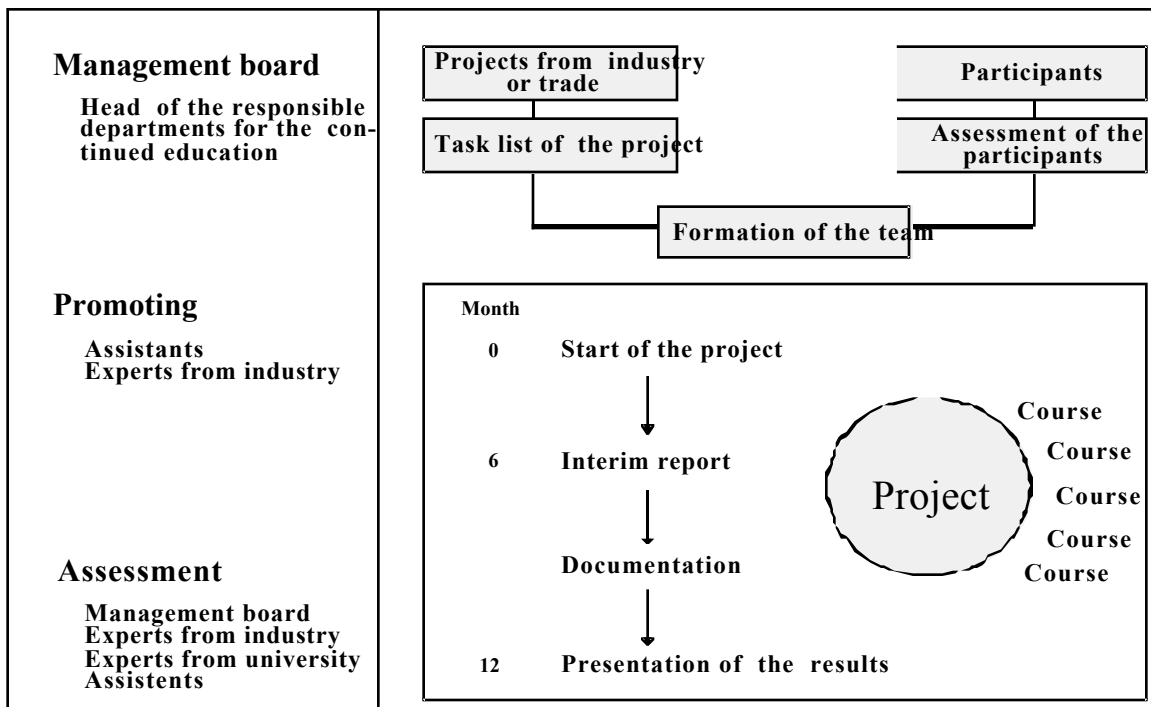 Management board
Head of the responsible
departments for the con-
tinued education
Projects from industry
or trade
Participants
Task list of the project
Assessment of the
participants
Formation of the team
Promoting
Assistants
Experts from industry
Month
0 Start of the project
6 Interim report
Documentation
12 Presentation of the results
Project
Course
Course
Course
Course
Course
Assessment
Management board
Experts from industry
Experts from university
Assistents